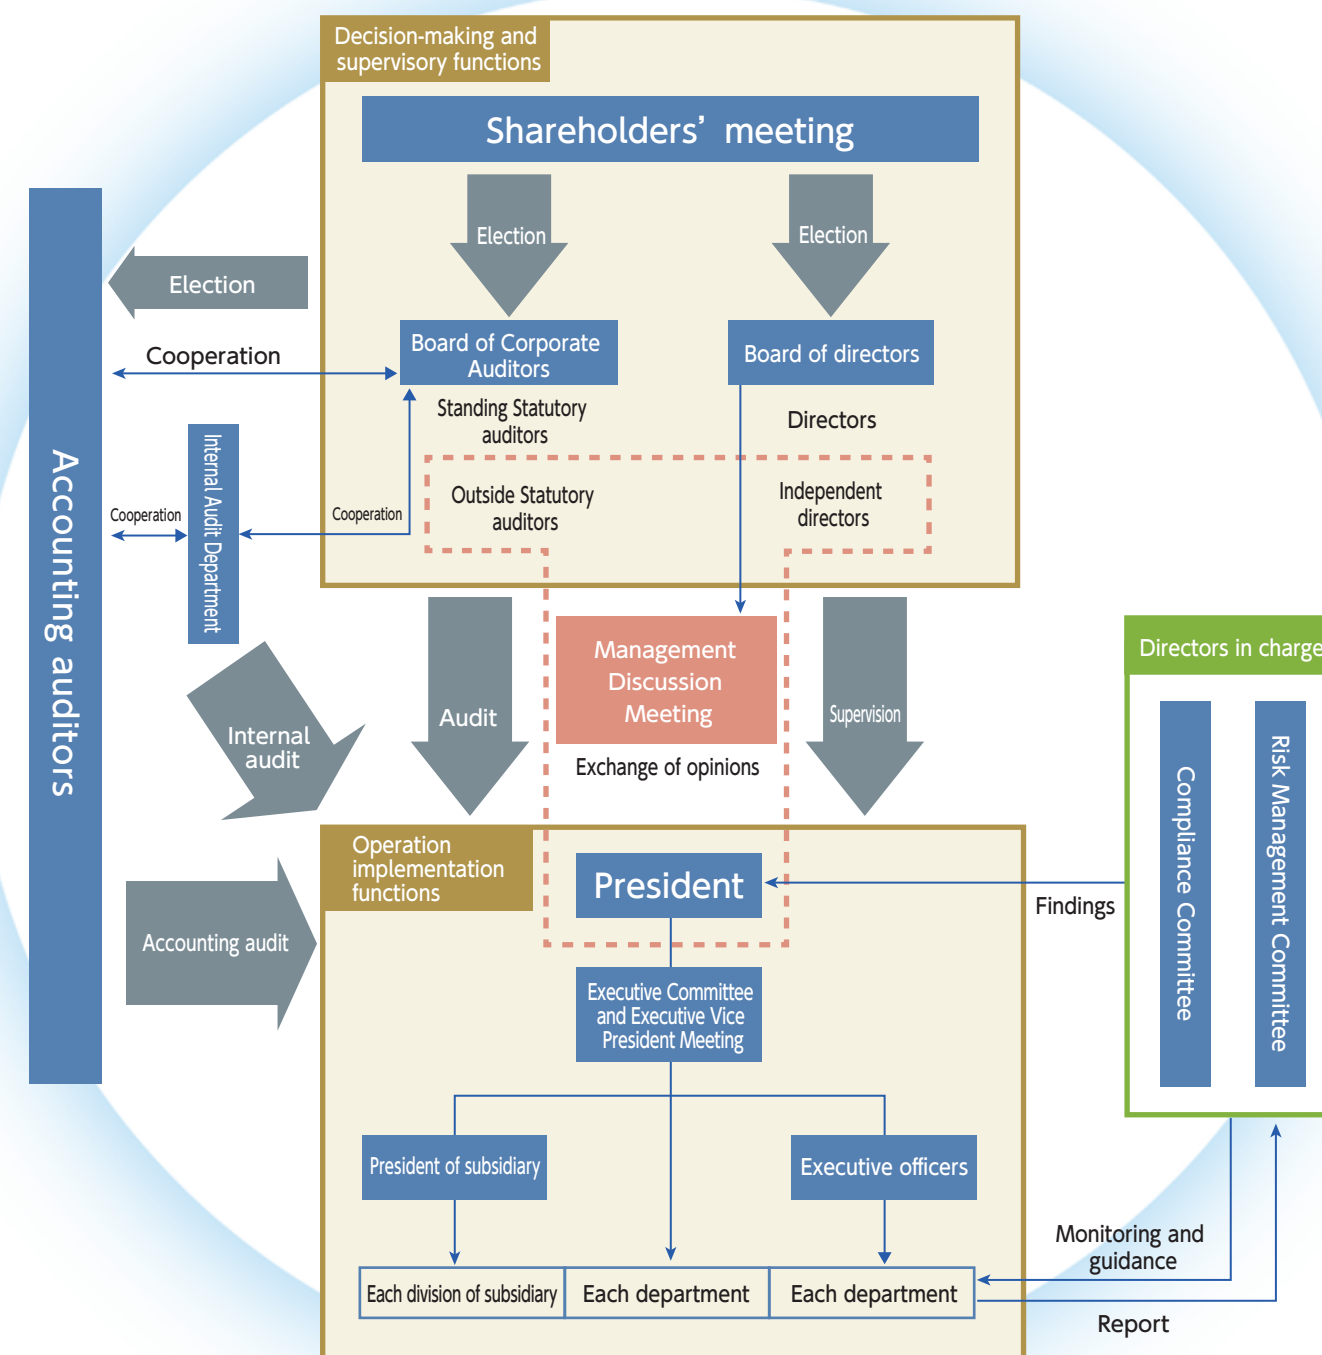 Decision-making and
supervisory functions
Shareholders’ meeting
Election
Election
Election
Board of Corporate
Auditors
Board of directors
Cooperation
Standing Statutory
auditors
Directors
Accounting auditors
Internal Audit Department
Cooperation
Cooperation
Outside Statutory
auditors
Independent
directors
Management
Discussion
Meeting
Exchange of opinions
Internal
audit
Audit
Supervision
Directors in charge
Compliance Committee
Risk Management Committee
Operation
implementation
functions
President
Findings
Accounting audit
Executive Committee
and Executive Vice
President Meeting
President of subsidiary
Executive officers
Monitoring and
guidance
Each division of subsidiary
Each department
Each department
Report